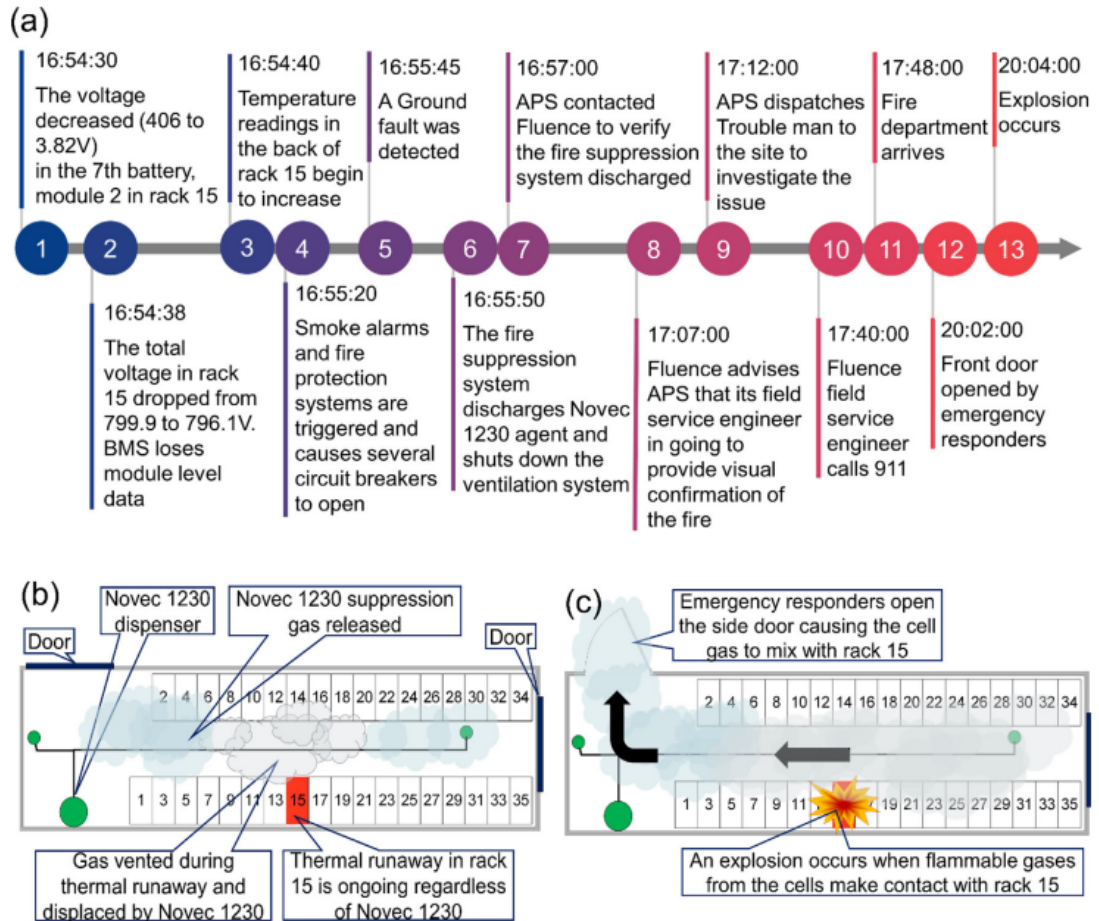 (a)
16:54:30
The voltage
decreased (406 to
3.82V)
in the 7th battery,
module 2 in rack 15
16:54:40
Temperature
readings in
the back of
rack 15 begin
to increase
16:55:45
A Ground
fault was
detected
16:57:00
APS contacted
Fluence to verify
the fire suppression
system discharged
17:12:00
APS dispatches
Trouble man to
the site to
investigate the
issue
17:48:00
Fire
department
arrives
20:04:00
Explosion
occurs
1 2 3 4 5 6 7 8 9 10 11 12 13
16:54:38
The total
voltage in rack
15 dropped from
799.9 to 796.1V.
BMS loses
module level
data
16:55:20
Smoke alarms
and fire
protection
systems are
triggered and
causes several
circuit breakers
to open
16:55:50
The fire
suppression
system
discharges Novec
1230 agent and
shuts down the
ventilation system
17:07:00
Fluence advises
APS that its field
service engineer
in going to
provide visual
confirmation of
the fire
17:40:00
Fluence
field
service
engineer
calls 911
20:02:00
Front door
opened by
emergency
responders
(b)
Novec 1230
dispenser
Novec 1230 suppression
gas released
Door
Door
2 4 6 8 10 12 14 16 18 20 22 24 26 28 30 32 34
1 3 5 7 9 11 13 15 17 19 21 23 25 27 29 31 33 35
Gas vented during
thermal runaway and
displaced by Novec 1230
Thermal runaway in rack
15 is ongoing regardless
of Novec 1230
(c)
Emergency responders open
the side door causing the cell
gas to mix with rack 15
2 4 6 8 10 12 14 16 18 20 22 24 26 28 30 32 34
1 3 5 7 9 11 19 21 23 25 27 29 31 33 35
An explosion occurs when flammable gases
from the cells make contact with rack 15